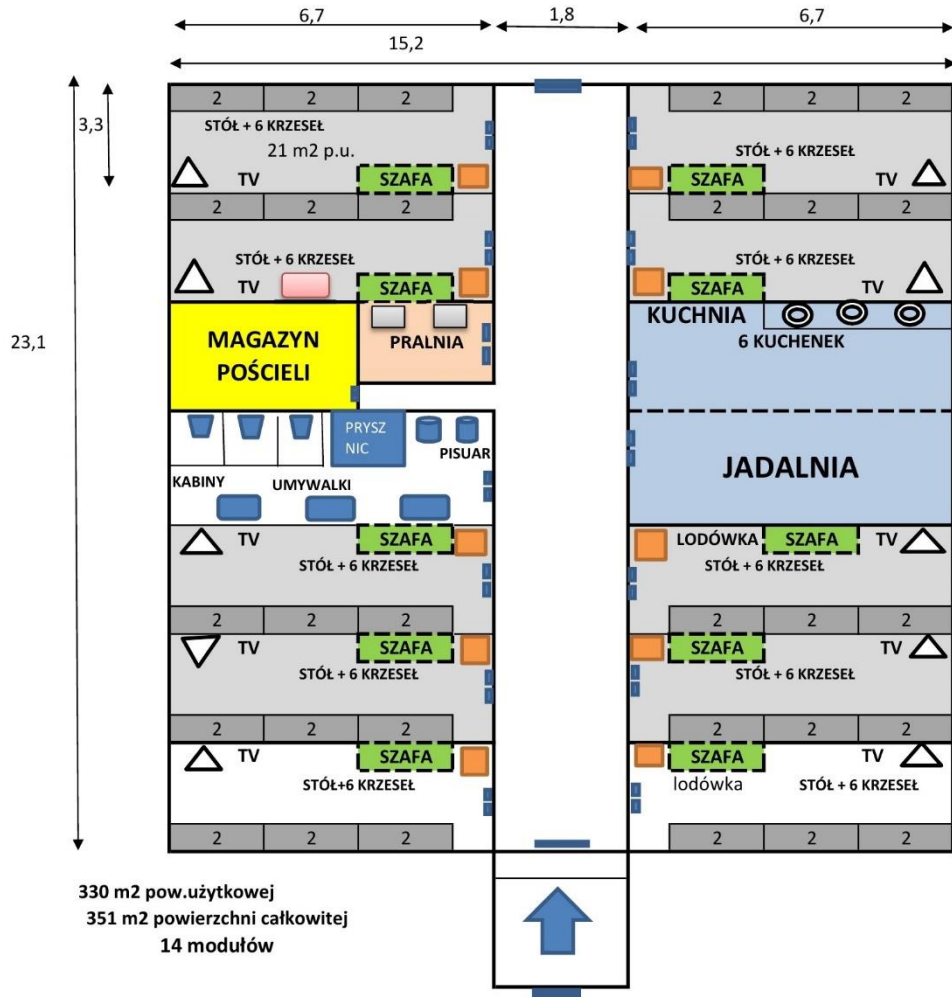 6,7
1,8
6,7
15,2
3,3
23,1
2 2 2
2 2 2
STÓŁ + 6 KRZESEŁ
21 m2 p.u.
STÓŁ + 6 KRZESEŁ
TV
SZAFA
SZAFA
TV
2 2 2
2 2 2
STÓŁ + 6 KRZESEŁ
STÓŁ + 6 KRZESEŁ
TV
SZAFA
SZAFA
TV
MAGAZYN
POŚCIELI
PRALNIA
KUCHNIA
6 KUCHENEK
PRYSZ
NIC
PISUAR
KABINY
UMYWALKI
JADALNIA
TV
SZAFA
LODÓWKA
SZAFA
TV
STÓŁ + 6 KRZESEŁ
STÓŁ + 6 KRZESEŁ
2 2 2
2 2 2
TV
SZAFA
SZAFA
TV
STÓŁ + 6 KRZESEŁ
STÓŁ + 6 KRZESEŁ
2 2 2
2 2 2
TV
SZAFA
SZAFA
TV
STÓŁ+6 KRZESEŁ
lodówka
STÓŁ + 6 KRZESEŁ
2 2 2
2 2 2
330 m2 pow.użytkowej
351 m2 powierzchni całkowitej
14 modułów